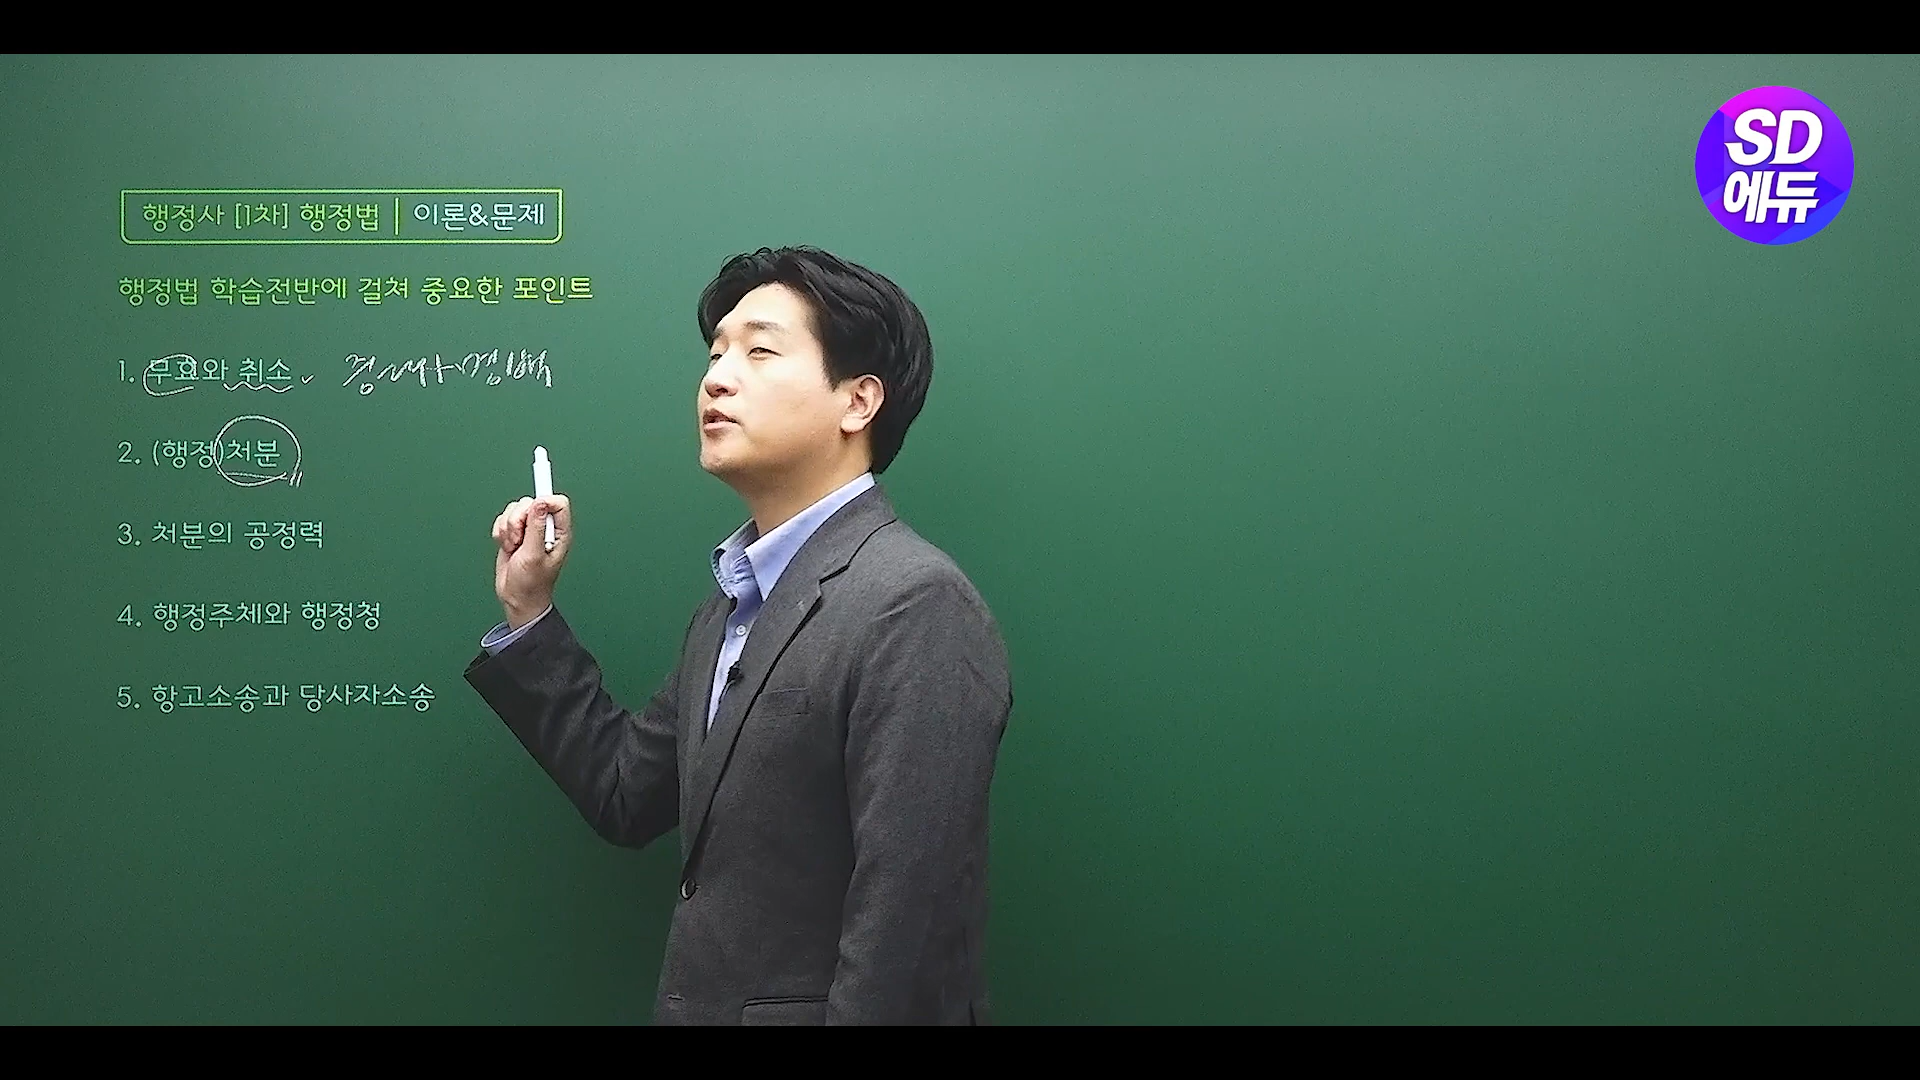 SD
에듀
행정사 [1차] 행정법 | 이론&문제
행정법 학습전반에 걸쳐 중요한 포인트
1. 무효와 취소
2. (행정)처분
3. 처분의 공정력
4. 행정주체와 행정청
5. 항고소송과 당사자소송